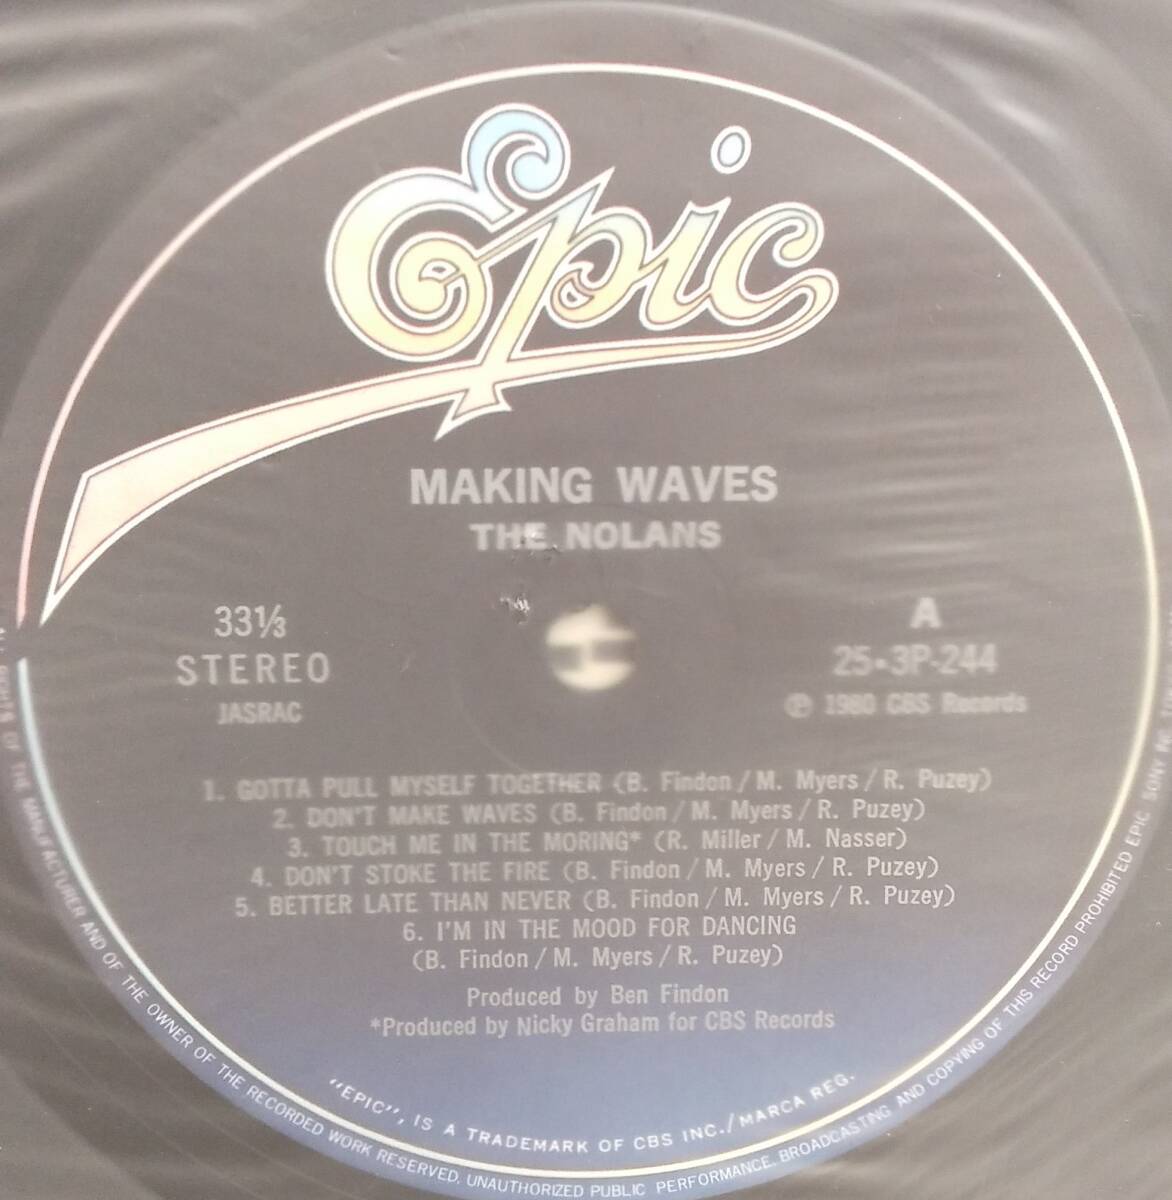 Epic
MAKING WAVES
THE NOLANS
33⅓
STEREO
JASRAC
A
25・3P-244
Ⓟ 1980 CBS Records
1. GOTTA PULL MYSELF TOGETHER (B. Findon / M. Myers / R. Puzey)
2. DON'T MAKE WAVES (B. Findon / M. Myers / R. Puzey)
3. TOUCH ME IN THE MORING* (R. Miller / M. Nasser)
4. DON'T STOKE THE FIRE (B. Findon / M. Myers / R. Puzey)
5. BETTER LATE THAN NEVER (B. Findon / M. Myers / R. Puzey)
6. I'M IN THE MOOD FOR DANCING
(B. Findon / M. Myers / R. Puzey)
Produced by Ben Findon
*Produced by Nicky Graham for CBS Records
"EPIC", IS A TRADEMARK OF CBS INC./MARCA REG.
ALL RIGHTS OF THE MANUFACTURER AND OF THE OWNER OF THE RECORDED WORK RESERVED. UNAUTHORIZED PUBLIC PERFORMANCE. BROADCASTING AND COPYING OF THIS RECORD PROHIBITED EPIC SONY INC.